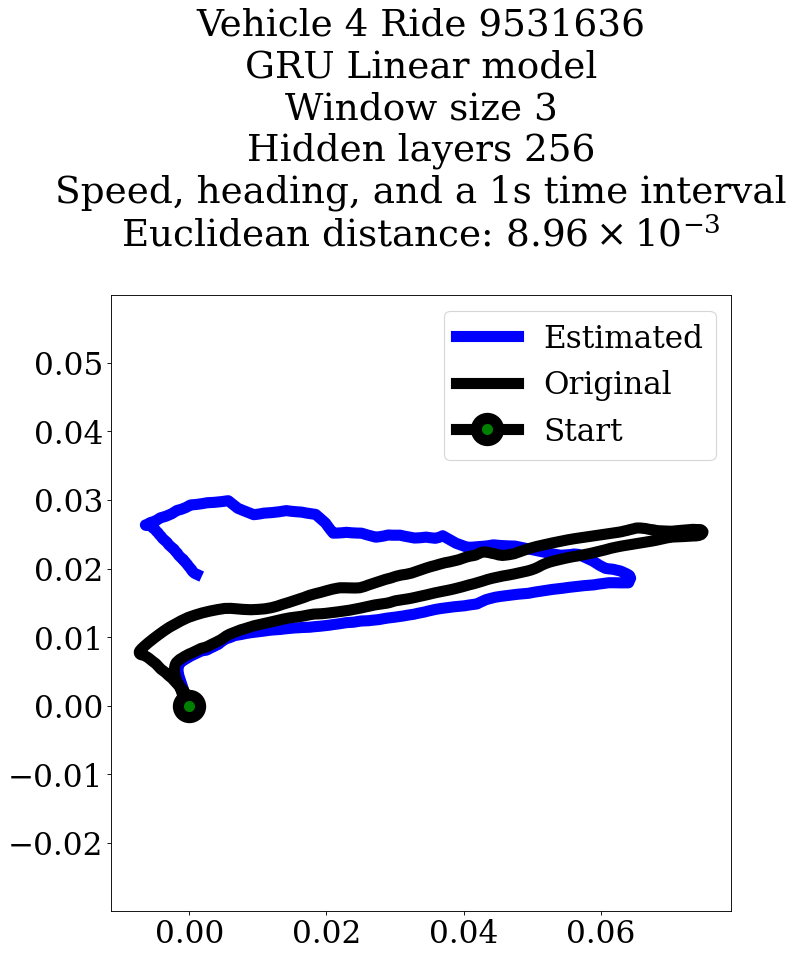 Vehicle 4 Ride 9531636
GRU Linear model
Window size 3
Hidden layers 256
Speed, heading, and a 1s time interval
Euclidean distance: 8.96 × 10⁻³
Estimated
Original
Start
0.05
0.04
0.03
0.02
0.01
0.00
−0.01
−0.02
0.00 0.02 0.04 0.06